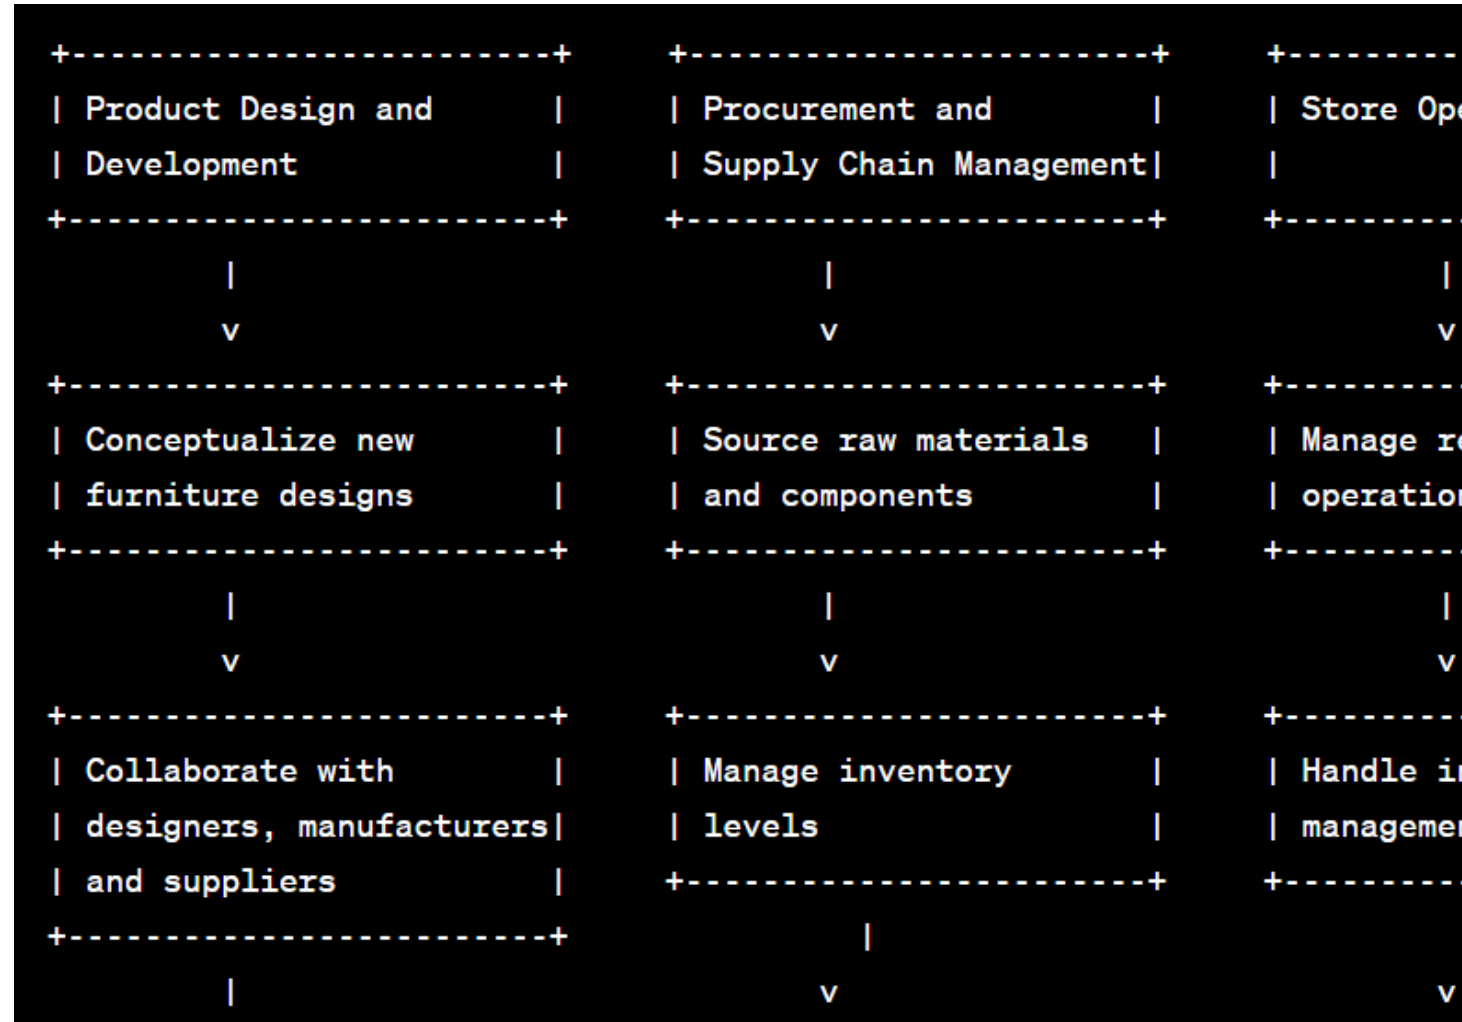 +-------------------------+     +------------------------+     +---------
| Product Design and      |     | Procurement and        |     | Store
| Development             |     | Supply Chain Management|     |
+-------------------------+     +------------------------+     +---------
         |                              |                               |
         v                              v                               v
+-------------------------+     +------------------------+     +---------
| Conceptualize new       |     | Source raw materials   |     | Manage
| furniture designs       |     | and components         |     |
+-------------------------+     +------------------------+     +---------
         |                              |                               |
         v                              v                               v
+-------------------------+     +------------------------+     +---------
| Collaborate with        |     | Manage inventory       |     | Handle
| designers, manufacturers|     | levels                 |     |
| and suppliers           |     +------------------------+     +---------
+-------------------------+               |
         |                              v                               v